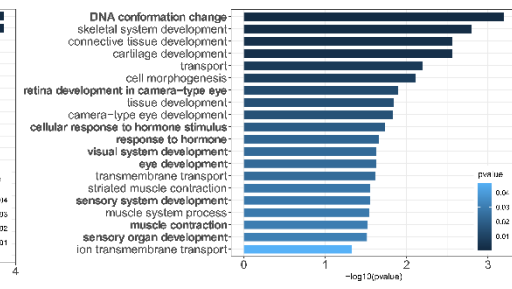 DNA conformation change
skeletal system development
connective tissue development
cartilage development
transport
cell morphogenesis
retina development in camera−type eye
tissue development
camera−type eye development
cellular response to hormone stimulus
response to hormone
visual system development
eye development
transmembrane transport
striated muscle contraction
sensory system development
muscle system process
muscle contraction
sensory organ development
ion transmembrane transport
0 1 2 3
−log10(pvalue)
pvalue
0.04
0.03
0.02
0.01
4